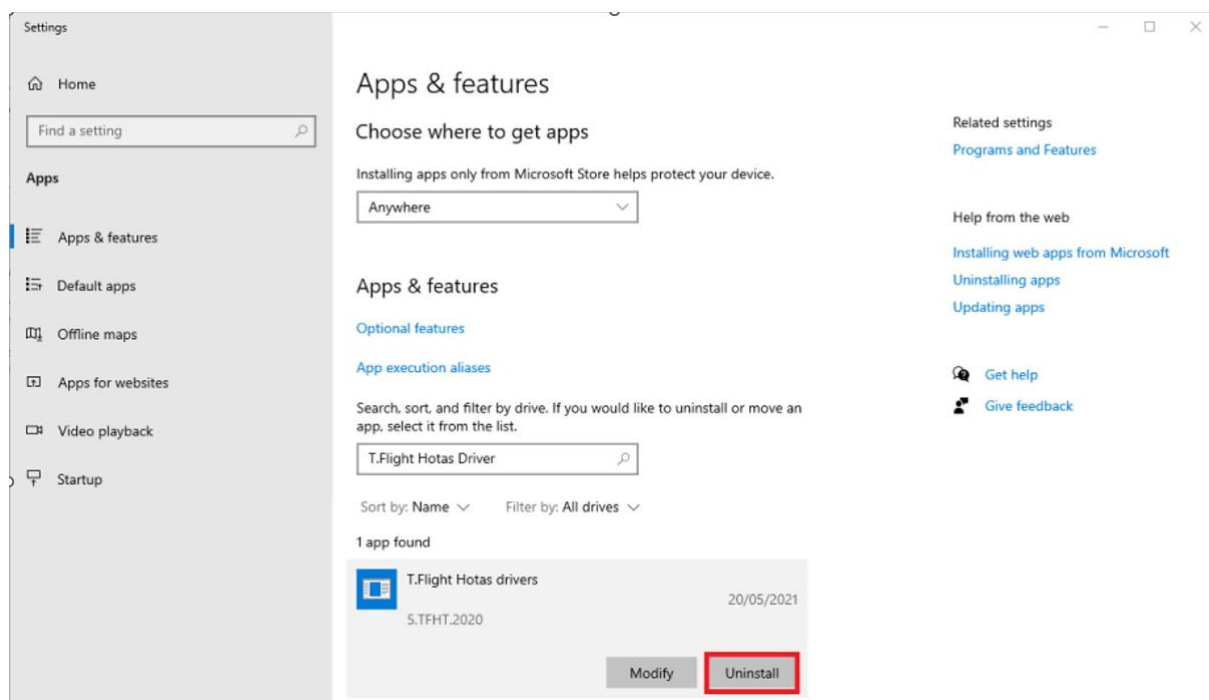 Settings
Home
Find a setting
Apps
Apps & features
Default apps
Offline maps
Apps for websites
Video playback
Startup
Apps & features
Choose where to get apps
Installing apps only from Microsoft Store helps protect your device.
Anywhere
Apps & features
Optional features
App execution aliases
Search, sort, and filter by drive. If you would like to uninstall or move an
app, select it from the list.
T.Flight Hotas Driver
Sort by: Name Filter by: All drives
1 app found
T.Flight Hotas drivers
20/05/2021
5.TFHT.2020
Modify Uninstall
Related settings
Programs and Features
Help from the web
Installing web apps from Microsoft
Uninstalling apps
Updating apps
Get help
Give feedback